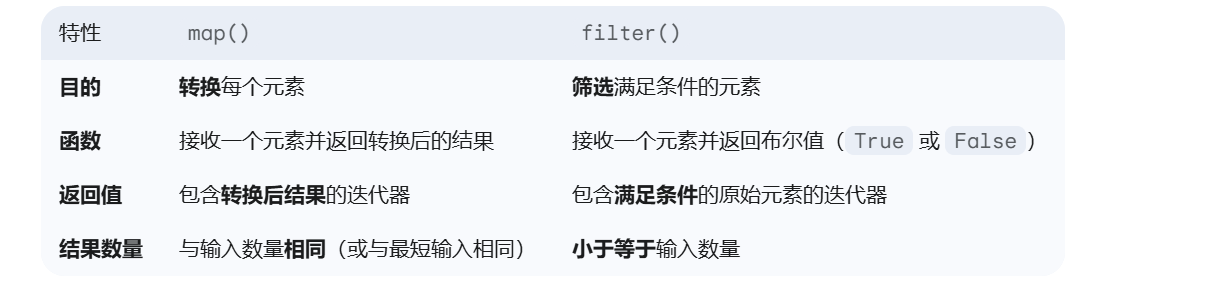 特性 map() filter()
目的 转换每个元素 筛选满足条件的元素
函数 接收一个元素并返回转换后的结果 接收一个元素并返回布尔值（True 或 False）
返回值 包含转换后结果的迭代器 包含满足条件的原始元素的迭代器
结果数量 与输入数量相同（或与最短输入相同） 小于等于输入数量